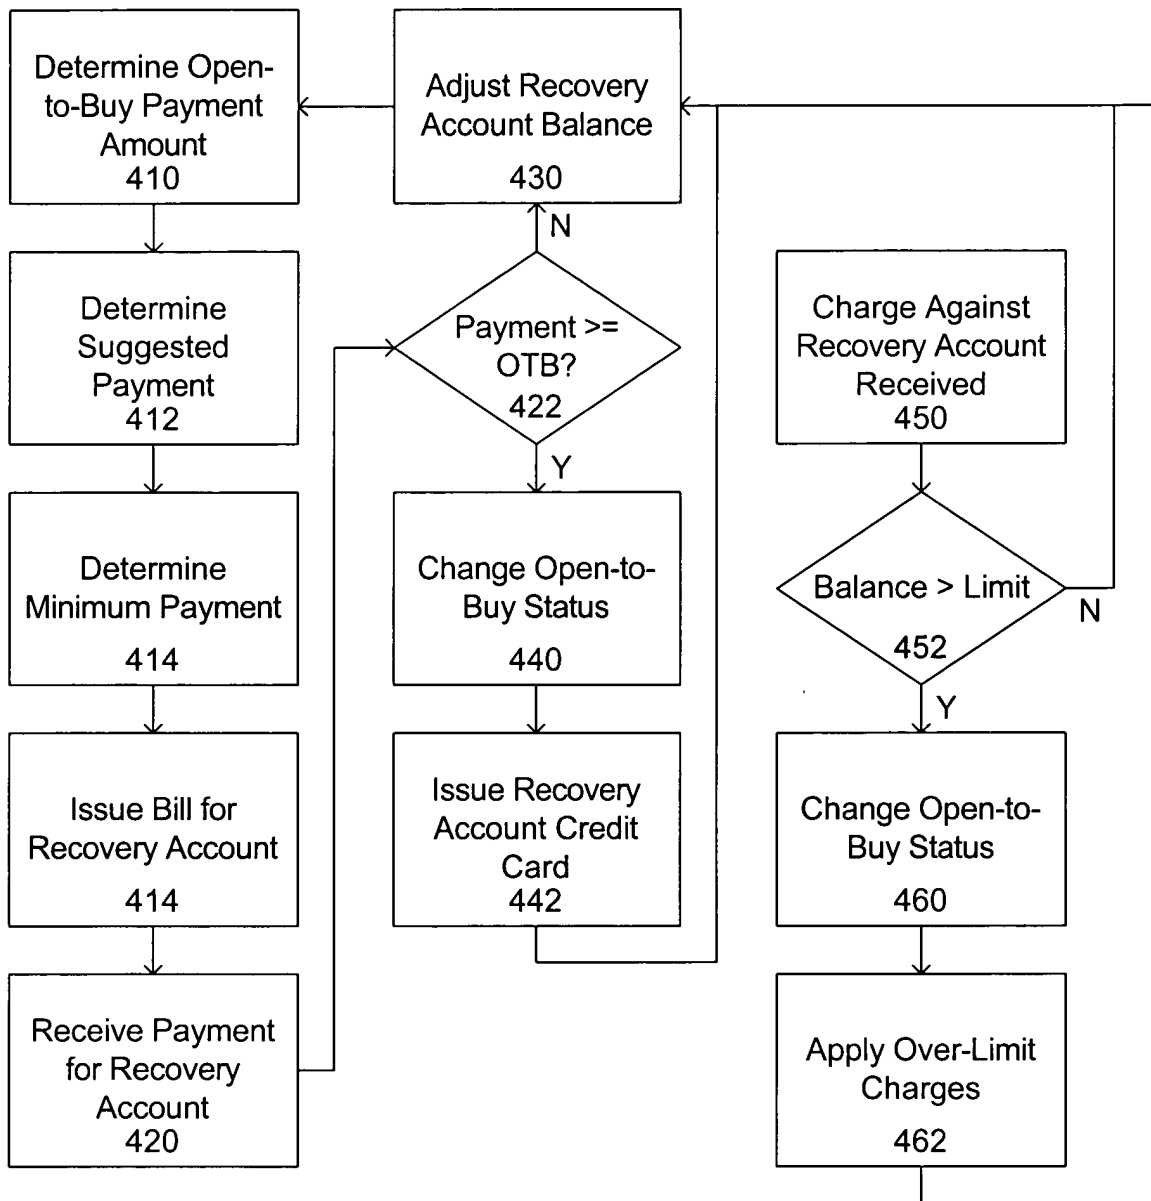 Determine Open-
to-Buy Payment
Amount
410
Determine
Suggested
Payment
412
Determine
Minimum Payment
414
Issue Bill for
Recovery Account
414
Receive Payment
for Recovery
Account
420
Adjust Recovery
Account Balance
430
N
Payment >=
OTB?
422
Y
Change Open-to-
Buy Status
440
Issue Recovery
Account Credit
Card
442
Charge Against
Recovery Account
Received
450
Balance > Limit
N
452
Y
Change Open-to-
Buy Status
460
Apply Over-Limit
Charges
462